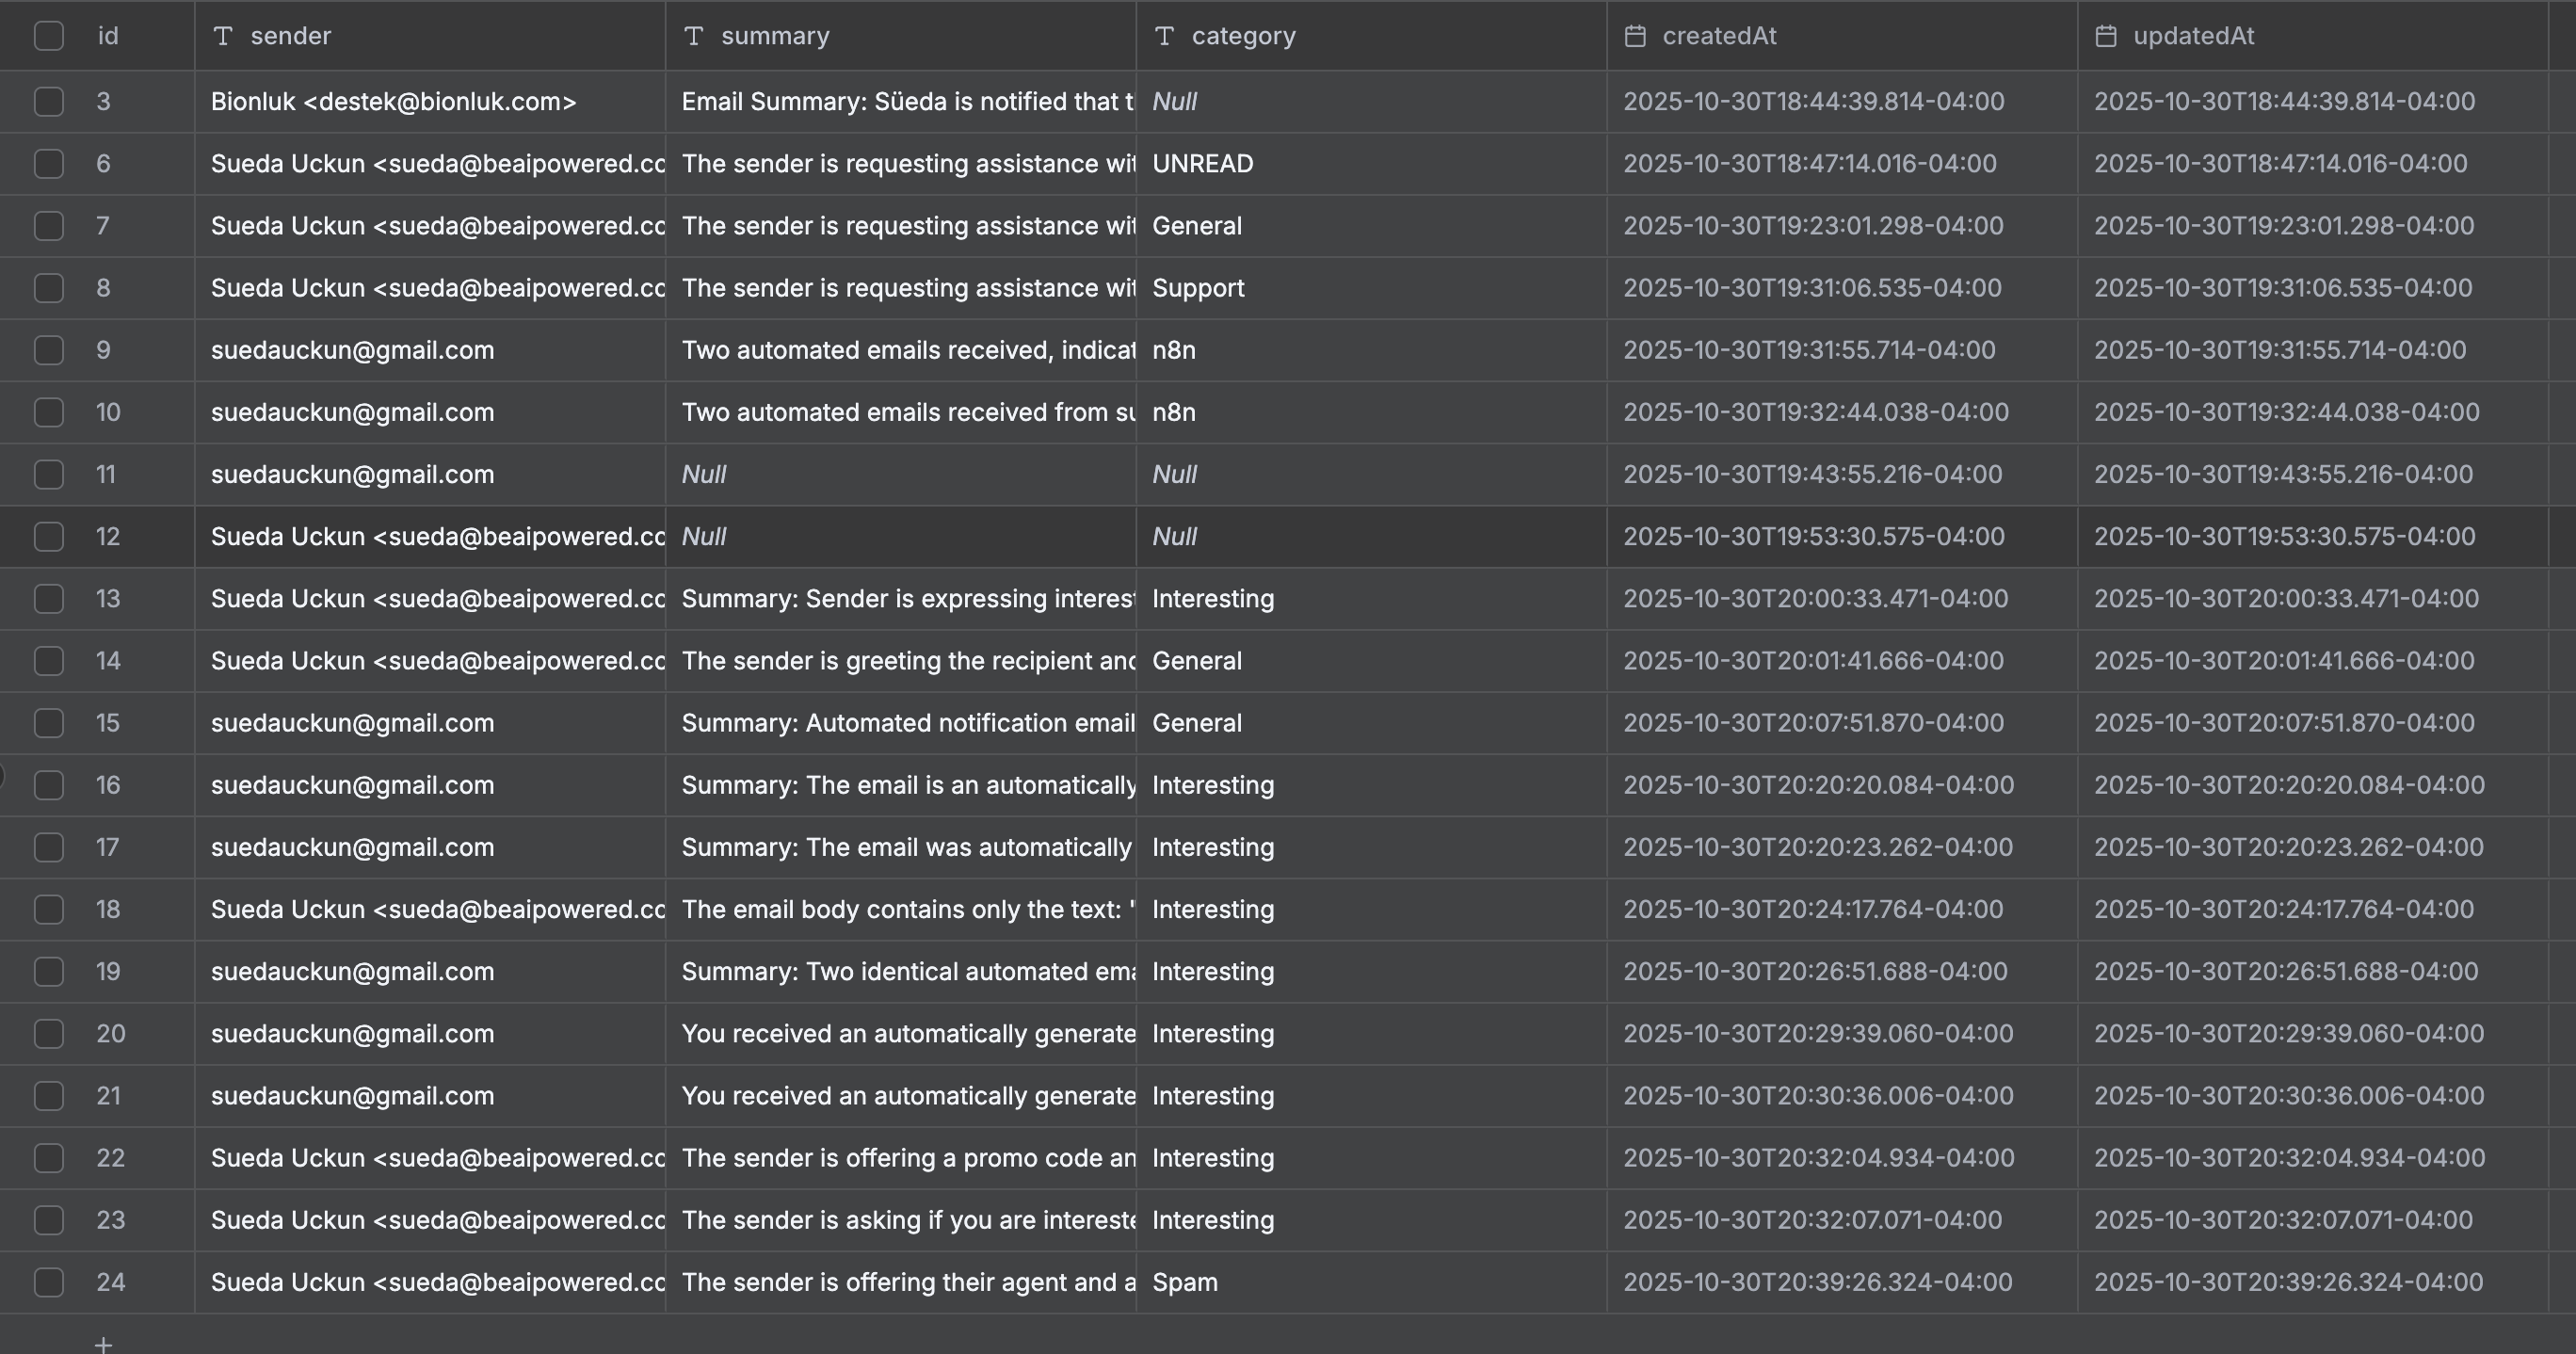 id sender summary category createdAt updatedAt
3 Bionluk <destek@bionluk.com> Email Summary: Süeda is notified that Null 2025-10-30T18:44:39.814-04:00 2025-10-30T18:44:39.814-04:00
6 Sueda Uckun <sueda@beaipowered.co The sender is requesting assistance UNREAD 2025-10-30T18:47:14.016-04:00 2025-10-30T18:47:14.016-04:00
7 Sueda Uckun <sueda@beaipowered.co The sender is requesting assistance General 2025-10-30T19:23:01.298-04:00 2025-10-30T19:23:01.298-04:00
8 Sueda Uckun <sueda@beaipowered.co The sender is requesting assistance Support 2025-10-30T19:31:06.535-04:00 2025-10-30T19:31:06.535-04:00
9 suedauckun@gmail.com Two automated emails received, indicat n8n 2025-10-30T19:31:55.714-04:00 2025-10-30T19:31:55.714-04:00
10 suedauckun@gmail.com Two automated emails received from su n8n 2025-10-30T19:32:44.038-04:00 2025-10-30T19:32:44.038-04:00
11 suedauckun@gmail.com Null Null 2025-10-30T19:43:55.216-04:00 2025-10-30T19:43:55.216-04:00
12 Sueda Uckun <sueda@beaipowered.co Null Null 2025-10-30T19:53:30.575-04:00 2025-10-30T19:53:30.575-04:00
13 Sueda Uckun <sueda@beaipowered.co Summary: Sender is expressing interest Interesting 2025-10-30T20:00:33.471-04:00 2025-10-30T20:00:33.471-04:00
14 Sueda Uckun <sueda@beaipowered.co The sender is greeting the recipient and General 2025-10-30T20:01:41.666-04:00 2025-10-30T20:01:41.666-04:00
15 suedauckun@gmail.com Summary: Automated notification email General 2025-10-30T20:07:51.870-04:00 2025-10-30T20:07:51.870-04:00
16 suedauckun@gmail.com Summary: The email is an automatically Interesting 2025-10-30T20:20:20.084-04:00 2025-10-30T20:20:20.084-04:00
17 suedauckun@gmail.com Summary: The email was automatically Interesting 2025-10-30T20:20:23.262-04:00 2025-10-30T20:20:23.262-04:00
18 Sueda Uckun <sueda@beaipowered.co The email body contains only the text: " Interesting 2025-10-30T20:24:17.764-04:00 2025-10-30T20:24:17.764-04:00
19 suedauckun@gmail.com Summary: Two identical automated ema Interesting 2025-10-30T20:26:51.688-04:00 2025-10-30T20:26:51.688-04:00
20 suedauckun@gmail.com You received an automatically generate Interesting 2025-10-30T20:29:39.060-04:00 2025-10-30T20:29:39.060-04:00
21 suedauckun@gmail.com You received an automatically generate Interesting 2025-10-30T20:30:36.006-04:00 2025-10-30T20:30:36.006-04:00
22 Sueda Uckun <sueda@beaipowered.co The sender is offering a promo code an Interesting 2025-10-30T20:32:04.934-04:00 2025-10-30T20:32:04.934-04:00
23 Sueda Uckun <sueda@beaipowered.co The sender is asking if you are intereste Interesting 2025-10-30T20:32:07.071-04:00 2025-10-30T20:32:07.071-04:00
24 Sueda Uckun <sueda@beaipowered.co The sender is offering their agent and a Spam 2025-10-30T20:39:26.324-04:00 2025-10-30T20:39:26.324-04:00